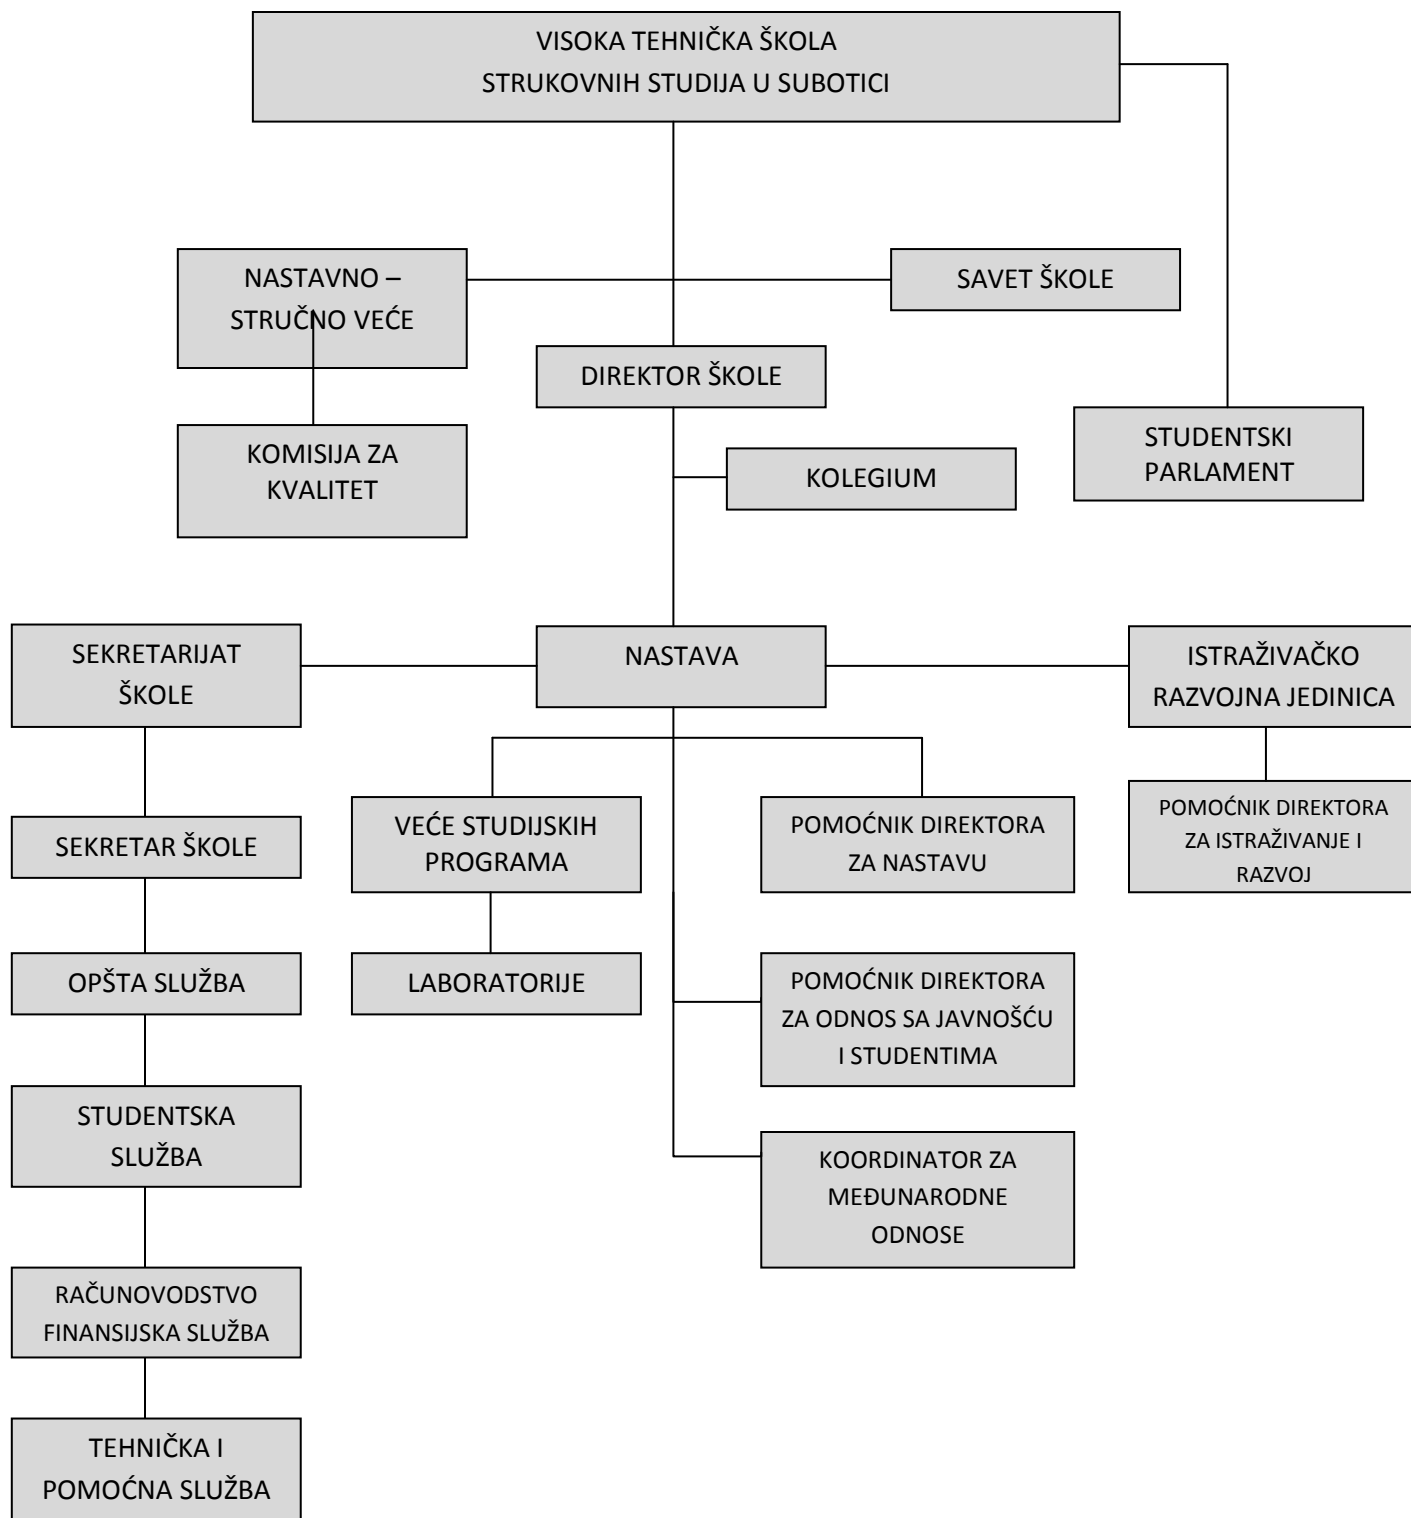 VISOKA TEHNIČKA ŠKOLA
STRUKOVNIH STUDIJA U SUBOTICI
NASTAVNO –
STRUČNO VEĆE
SAVET ŠKOLE
DIREKTOR ŠKOLE
KOMISIJA ZA
KVALITET
KOLEGIUM
STUDENTSKI
PARLAMENT
SEKRETARIJAT
ŠKOLE
NASTAVA
ISTRAŽIVAČKO
RAZVOJNA JEDINICA
SEKRETAR ŠKOLE
VEĆE STUDIJSKIH
PROGRAMA
POMOĆNIK DIREKTORA
ZA NASTAVU
POMOĆNIK DIREKTORA
ZA ISTRAŽIVANJE I
RAZVOJ
OPŠTA SLUŽBA
LABORATORIJE
POMOĆNIK DIREKTORA
ZA ODNOS SA JAVNOŠĆU
I STUDENTIMA
STUDENTSKA
SLUŽBA
KOORDINATOR ZA
MEĐUNARODNE
ODNOSE
RAČUNOVODSTVO
FINANSIJSKA SLUŽBA
TEHNIČKA I
POMOĆNA SLUŽBA